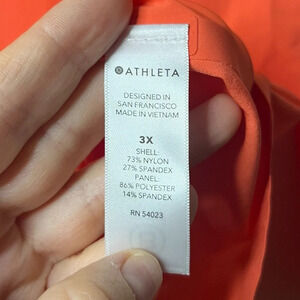 ATHLETA
DESIGNED IN
SAN FRANCISCO
MADE IN VIETNAM
3X
SHELL:
73% NYLON
27% SPANDEX
PANEL:
86% POLYESTER
14% SPANDEX
RN 54023